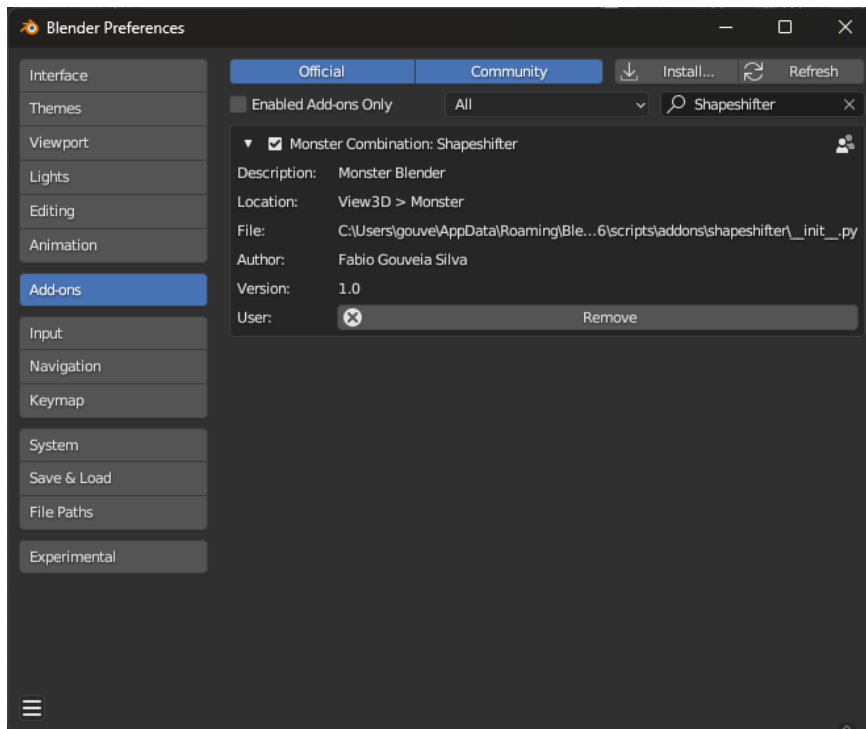 Blender Preferences
Interface
Themes
Viewport
Lights
Editing
Animation
Add-ons
Input
Navigation
Keymap
System
Save & Load
File Paths
Experimental
Official Community Install... Refresh
Enabled Add-ons Only All Shapeshifter
Monster Combination: Shapeshifter
Description: Monster Blender
Location: View3D > Monster
File: C:\Users\gouve\AppData\Roaming\Ble...6\scripts\addons\shapeshifter\__init__.py
Author: Fabio Gouveia Silva
Version: 1.0
User: Remove